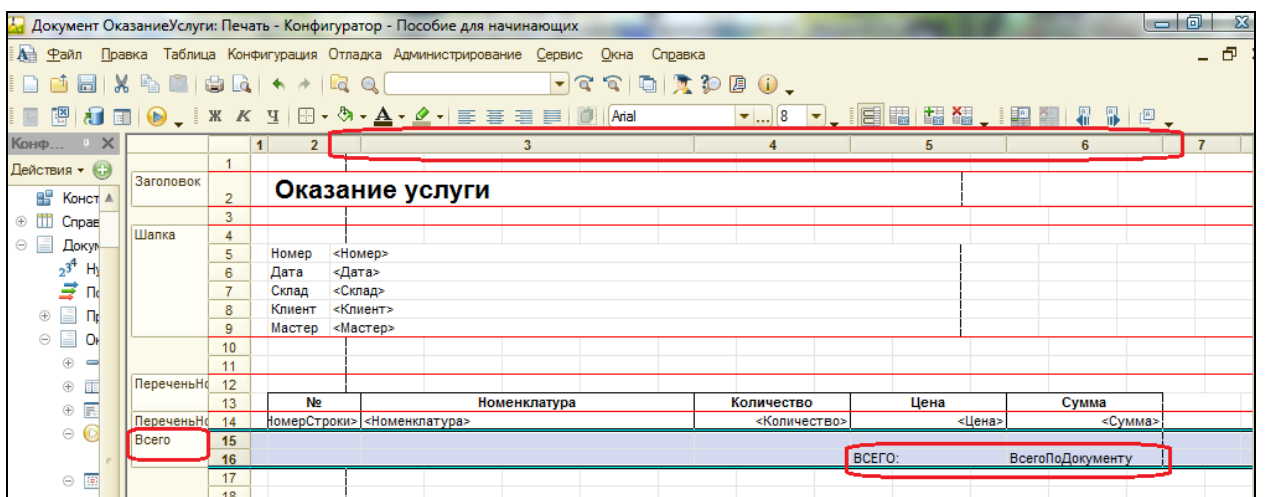 Документ ОказаниеУслуги: Печать - Конфигуратор - Пособие для начинающих
Файл Правка Таблица Конфигурация Отладка Администрирование Сервис Окна Справка
Ж К Ч Arial ... 8
Конф... 1 2 3 4 5 6 7
Действия 1
Конст Заголовок 2 Оказание услуги
Справ 3
Докум Шапка 4
Ну 5 Номер <Номер>
6 Дата <Дата>
По 7 Склад <Склад>
Пр 8 Клиент <Клиент>
Ок 9 Мастер <Мастер>
10
11
ПереченьНо 12
13 № Номенклатура Количество Цена Сумма
ПереченьНо 14 НомерСтроки> <Номенклатура> <Количество> <Цена> <Сумма>
Всего 15
16 ВСЕГО: ВсегоПоДокументу
17
18